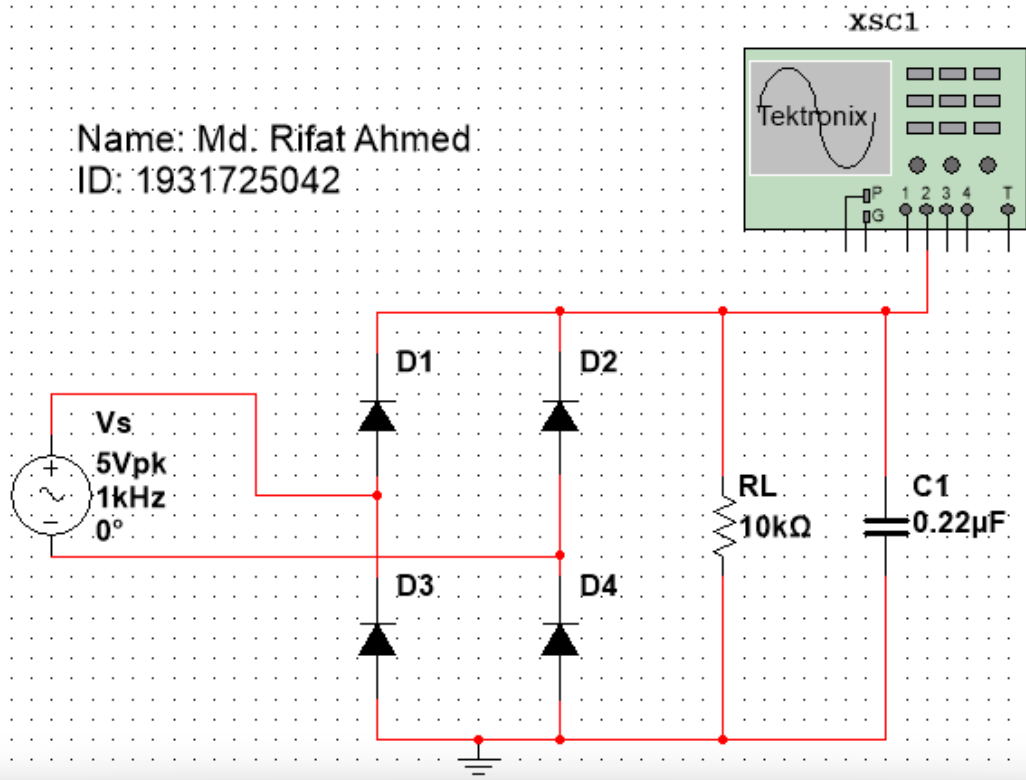 XSC1
Tektronix
P
G
1 2 3 4 T
Name: Md. Rifat Ahmed
ID: 1931725042
D1
D2
Vs
5Vpk
1kHz
0°
RL
10kΩ
C1
0.22µF
D3
D4